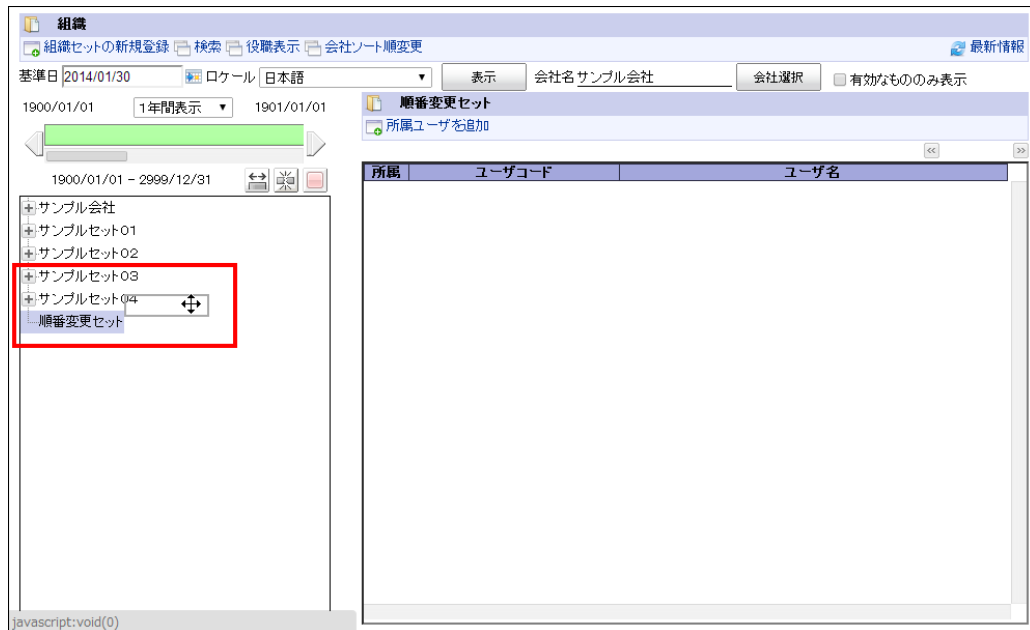 組織
組織セットの新規登録 検索 役職表示 会社ソート順変更 最新情報
基準日 2014/01/30 ロケール 日本語 表示 会社名 サンプル会社 会社選択 有効なもののみ表示
1900/01/01 1年間表示 1901/01/01
1900/01/01 - 2999/12/31
サンプル会社
サンプルセット01
サンプルセット02
サンプルセット03
サンプルセット04
順番変更セット
順番変更セット
所属ユーザを追加
<< >>
所属 ユーザコード ユーザ名
javascript:void(0)